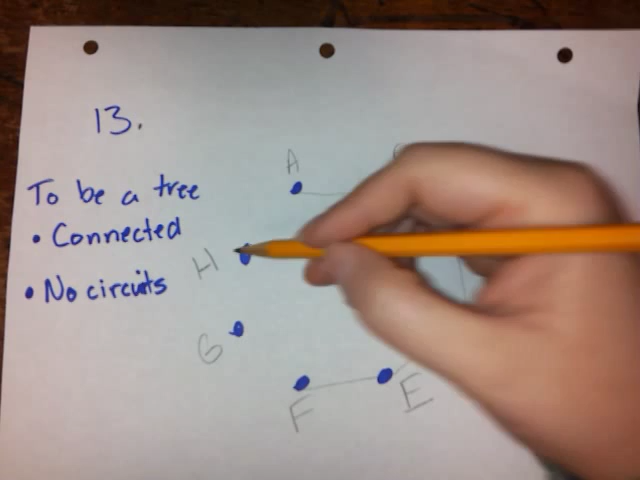 13.
To be a tree
• Connected
• No circuits
A
H
G
F
E